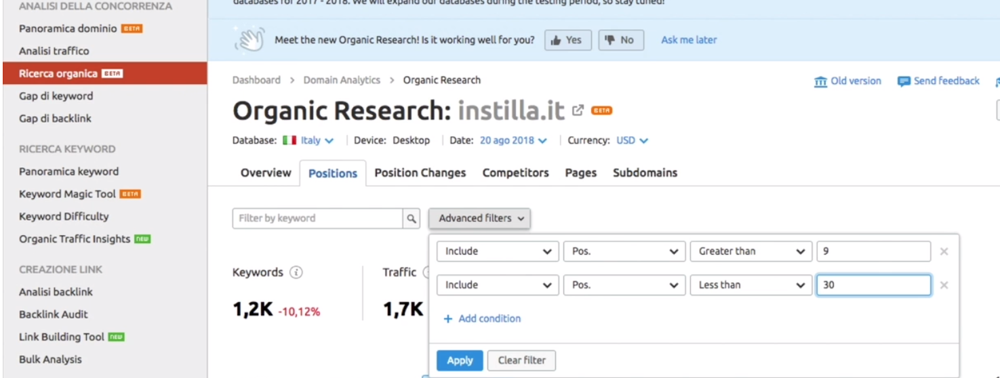 ANALISI DELLA CONCORRENZA
Panoramica dominio BETA
Analisi traffico
Ricerca organica BETA
Gap di keyword
Gap di backlink
RICERCA KEYWORD
Panoramica keyword
Keyword Magic Tool BETA
Keyword Difficulty
Organic Traffic Insights NEW
CREAZIONE LINK
Analisi backlink
Backlink Audit
Link Building Tool NEW
Bulk Analysis
databases for 2017 - 2018. We will expand our databases during the testing period, so stay tuned!
Meet the new Organic Research! Is it working well for you? Yes No Ask me later
Dashboard > Domain Analytics > Organic Research
Old version Send feedback
Organic Research: instilla.it BETA
Database: Italy Device: Desktop Date: 20 ago 2018 Currency: USD
Overview Positions Position Changes Competitors Pages Subdomains
Filter by keyword Advanced filters
Include Pos. Greater than 9
Include Pos. Less than 30
+ Add condition
Apply Clear filter
Keywords i Traffic
1,2K -10,12% 1,7K